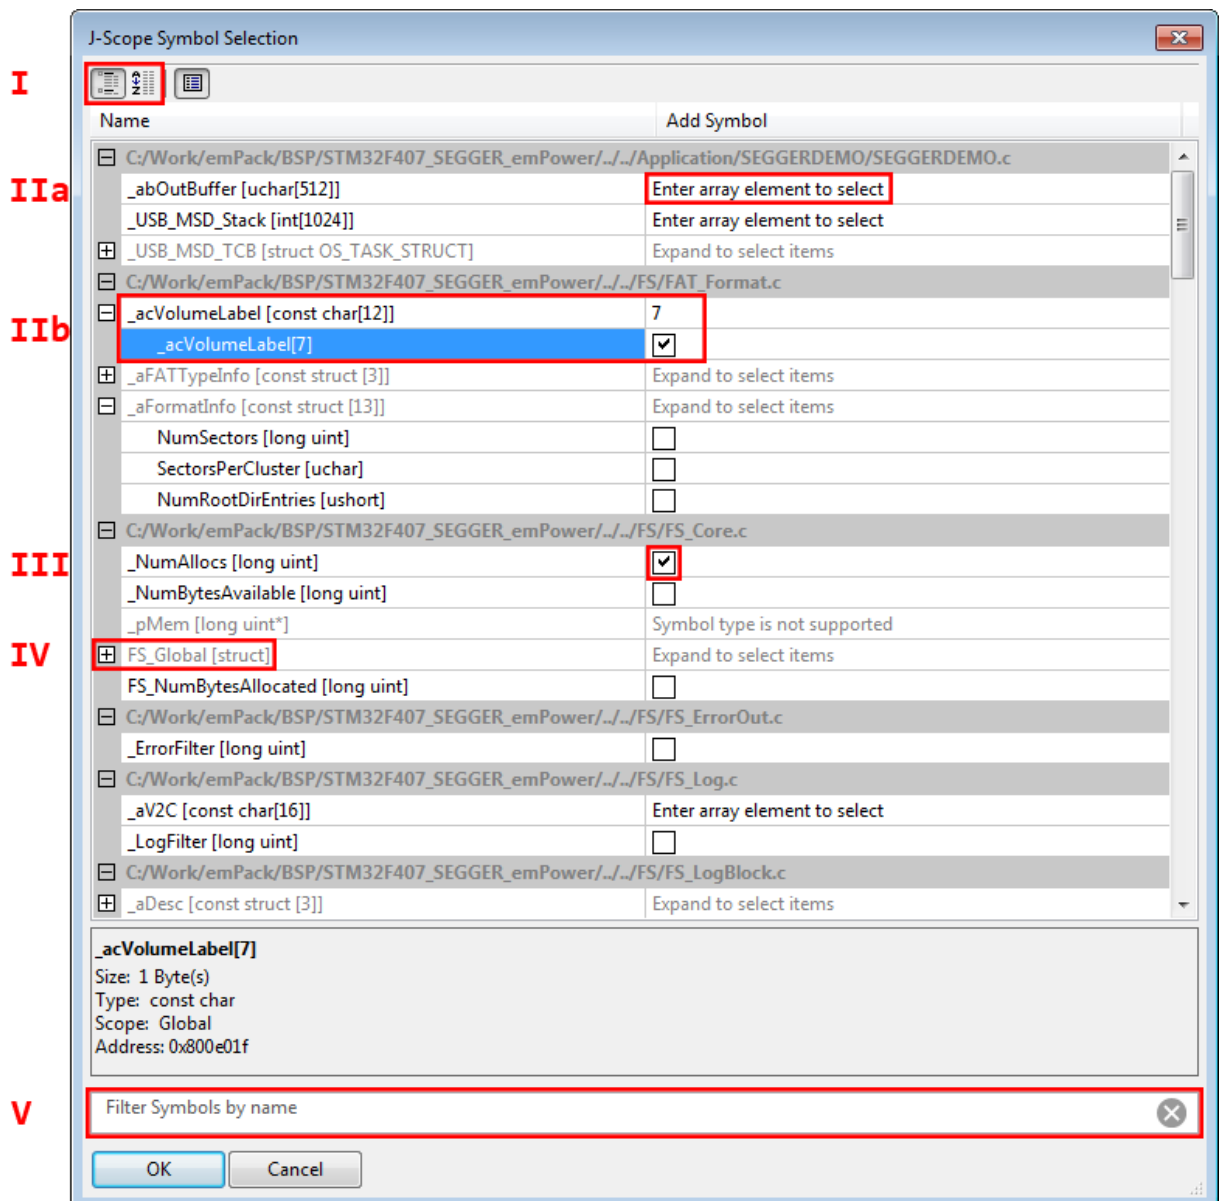 J-Scope Symbol Selection
I
Name Add Symbol
C:/Work/emPack/BSP/STM32F407_SEGGER_emPower/../../Application/SEGGERDEMO/SEGGERDEMO.c
IIa _abOutBuffer [uchar[512]] Enter array element to select
_USB_MSD_Stack [int[1024]] Enter array element to select
_USB_MSD_TCB [struct OS_TASK_STRUCT] Expand to select items
C:/Work/emPack/BSP/STM32F407_SEGGER_emPower/../../FS/FAT_Format.c
_acVolumeLabel [const char[12]] 7
IIb _acVolumeLabel[7]
_aFATTypeInfo [const struct [3]] Expand to select items
_aFormatInfo [const struct [13]] Expand to select items
NumSectors [long uint]
SectorsPerCluster [uchar]
NumRootDirEntries [ushort]
C:/Work/emPack/BSP/STM32F407_SEGGER_emPower/../../FS/FS_Core.c
III _NumAllocs [long uint]
_NumBytesAvailable [long uint]
_pMem [long uint*] Symbol type is not supported
IV FS_Global [struct] Expand to select items
FS_NumBytesAllocated [long uint]
C:/Work/emPack/BSP/STM32F407_SEGGER_emPower/../../FS/FS_ErrorOut.c
_ErrorFilter [long uint]
C:/Work/emPack/BSP/STM32F407_SEGGER_emPower/../../FS/FS_Log.c
_aV2C [const char[16]] Enter array element to select
_LogFilter [long uint]
C:/Work/emPack/BSP/STM32F407_SEGGER_emPower/../../FS/FS_LogBlock.c
_aDesc [const struct [3]] Expand to select items
_acVolumeLabel[7]
Size: 1 Byte(s)
Type: const char
Scope: Global
Address: 0x800e01f
V Filter Symbols by name
OK Cancel